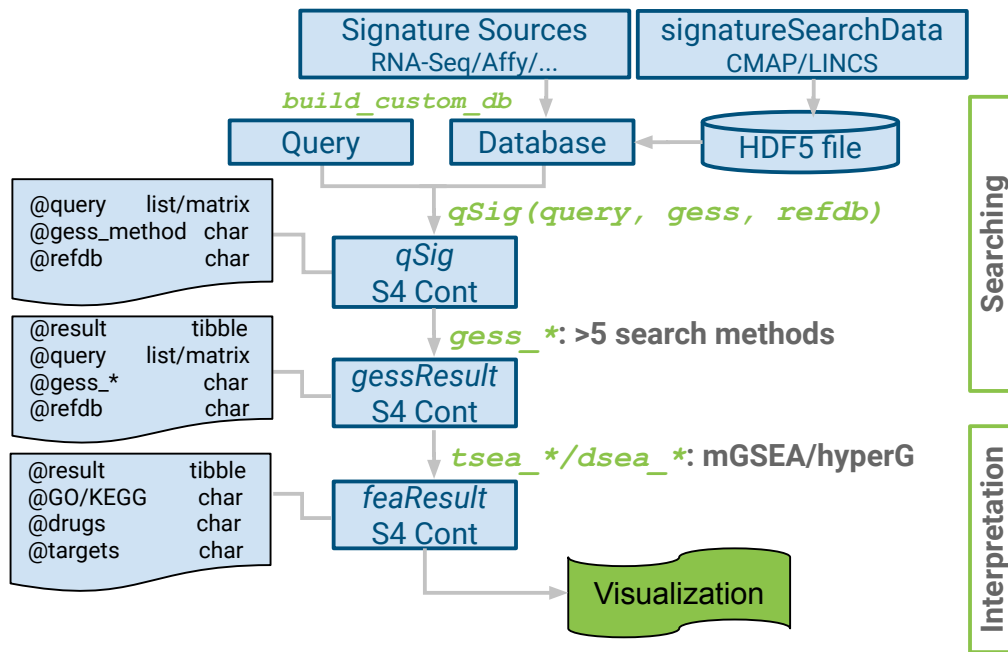 Signature Sources
RNA-Seq/Affy/...
signatureSearchData
CMAP/LINCS
build_custom_db
Query
Database
HDF5 file
qSig(query, gess, refdb)
@query list/matrix
@gess_method char
@refdb char
qSig
S4 Cont
gess_*: >5 search methods
@result tibble
@query list/matrix
@gess_* char
@refdb char
gessResult
S4 Cont
tsea_*/dsea_*: mGSEA/hyperG
@result tibble
@GO/KEGG char
@drugs char
@targets char
feaResult
S4 Cont
Visualization
Searching
Interpretation